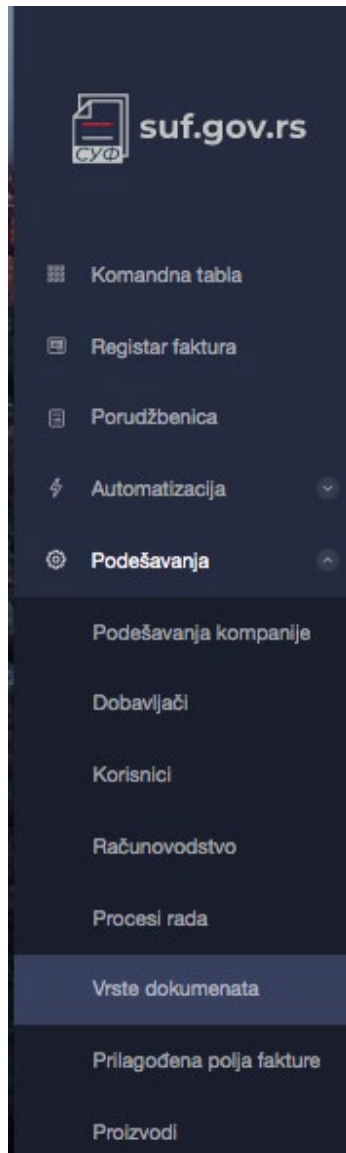 СУФ
suf.gov.rs
Komandna tabla
Registar faktura
Porudžbenica
Automatizacija
Podešavanja
Podešavanja kompanije
Dobavljači
Korisnici
Računovodstvo
Procesi rada
Vrste dokumenata
Prilagođena polja fakture
Proizvodi